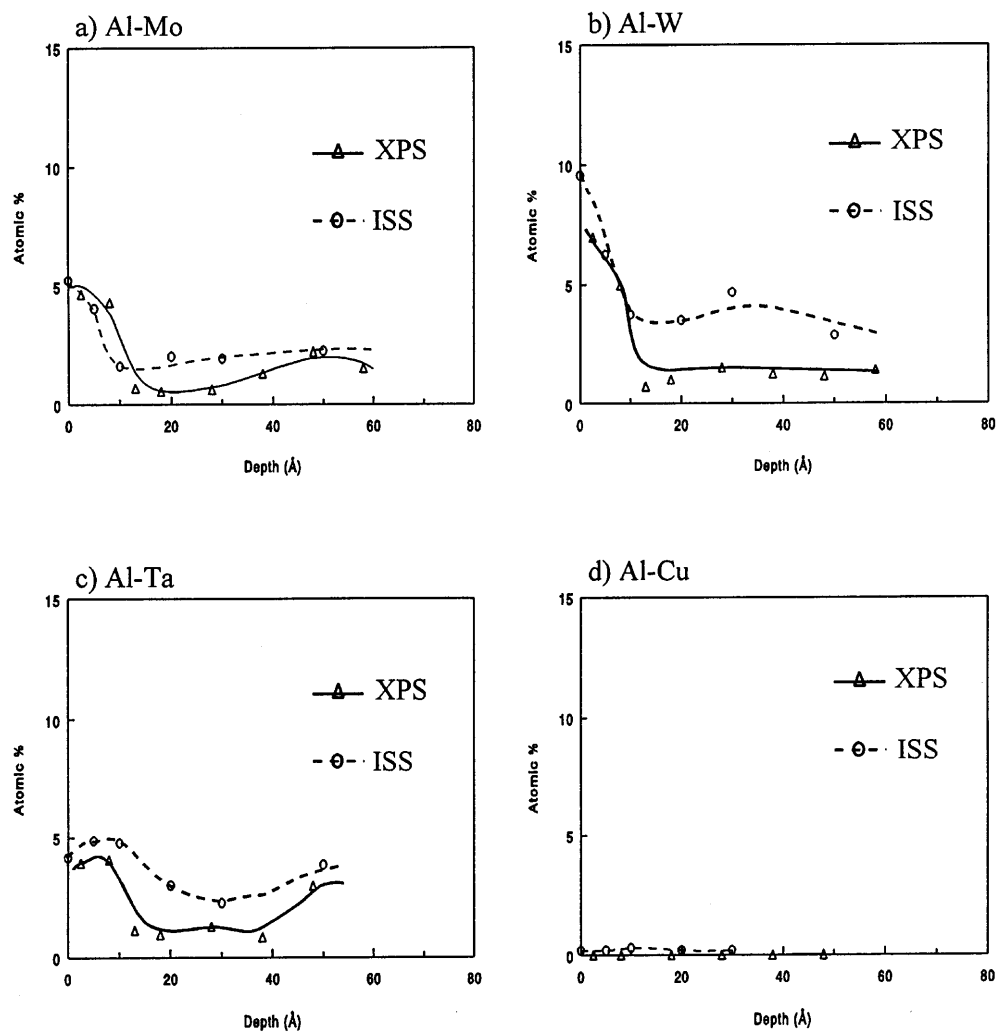 a) Al-Mo
15
10
5
0
Atomic %
XPS
ISS
0 20 40 60 80
Depth (Å)
b) Al-W
15
10
5
0
Atomic %
XPS
ISS
0 20 40 60 80
Depth (Å)
c) Al-Ta
15
10
5
0
Atomic %
XPS
ISS
0 20 40 60 80
Depth (Å)
d) Al-Cu
15
10
5
0
Atomic %
XPS
ISS
0 20 40 60 80
Depth (Å)